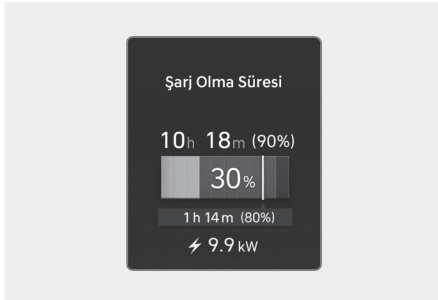 Şarj Olma Süresi
10h 18m (90%)
30%
1 h 14 m (80%)
9.9 kW